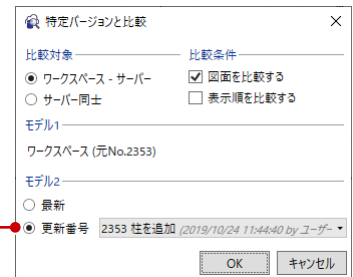 特定バージョンと比較
比較対象
比較条件
ワークスペース - サーバー
図面を比較する
サーバー同士
表示順を比較する
モデル1
ワークスペース (元No.2353)
モデル2
最新
更新番号 2353 柱を追加 (2019/10/24 11:44:40 by ユーザー
OK キャンセル